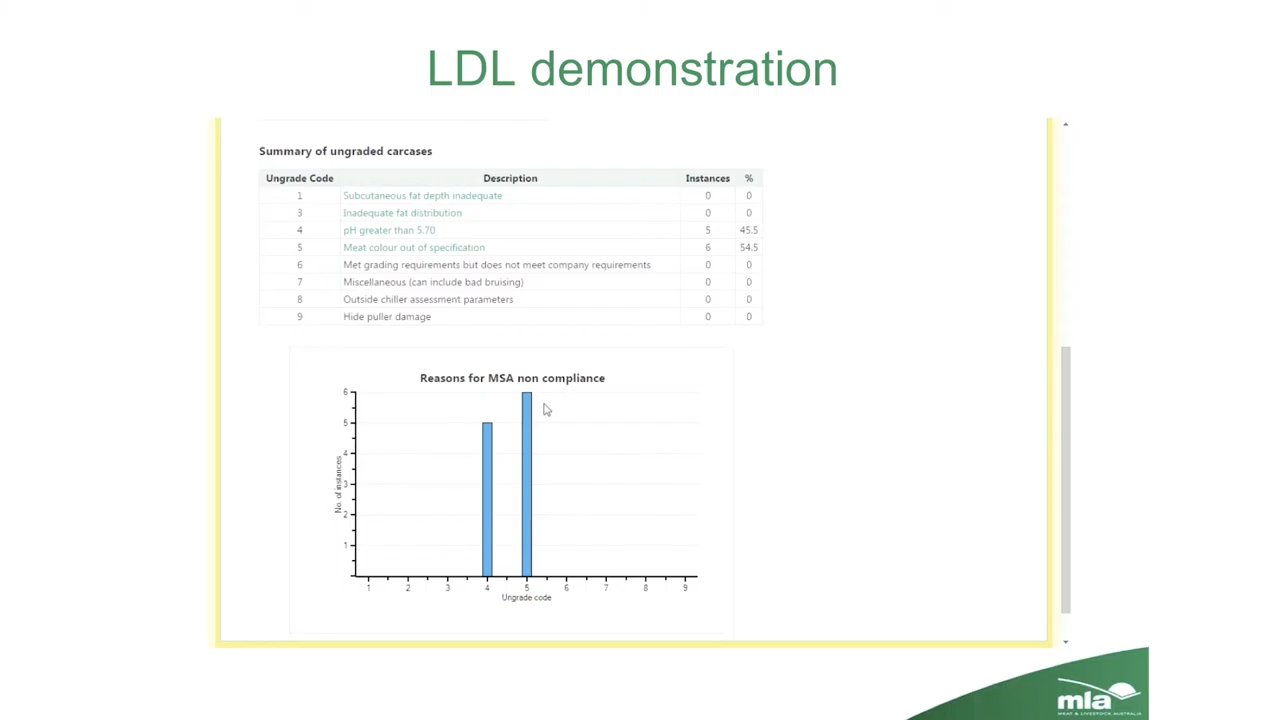 LDL demonstration
Summary of ungraded carcases
Ungrade Code Description Instances %
1 Subcutaneous fat depth inadequate 0 0
3 Inadequate fat distribution 0 0
4 pH greater than 5.70 5 45.5
5 Meat colour out of specification 6 54.5
6 Met grading requirements but does not meet company requirements 0 0
7 Miscellaneous (can include bad bruising) 0 0
8 Outside chiller assessment parameters 0 0
9 Hide puller damage 0 0
Reasons for MSA non compliance
6
5
4
3
2
1
No. of instances
1 2 3 4 5 6 7 8 9
Ungrade code
mla
MEAT & LIVESTOCK AUSTRALIA